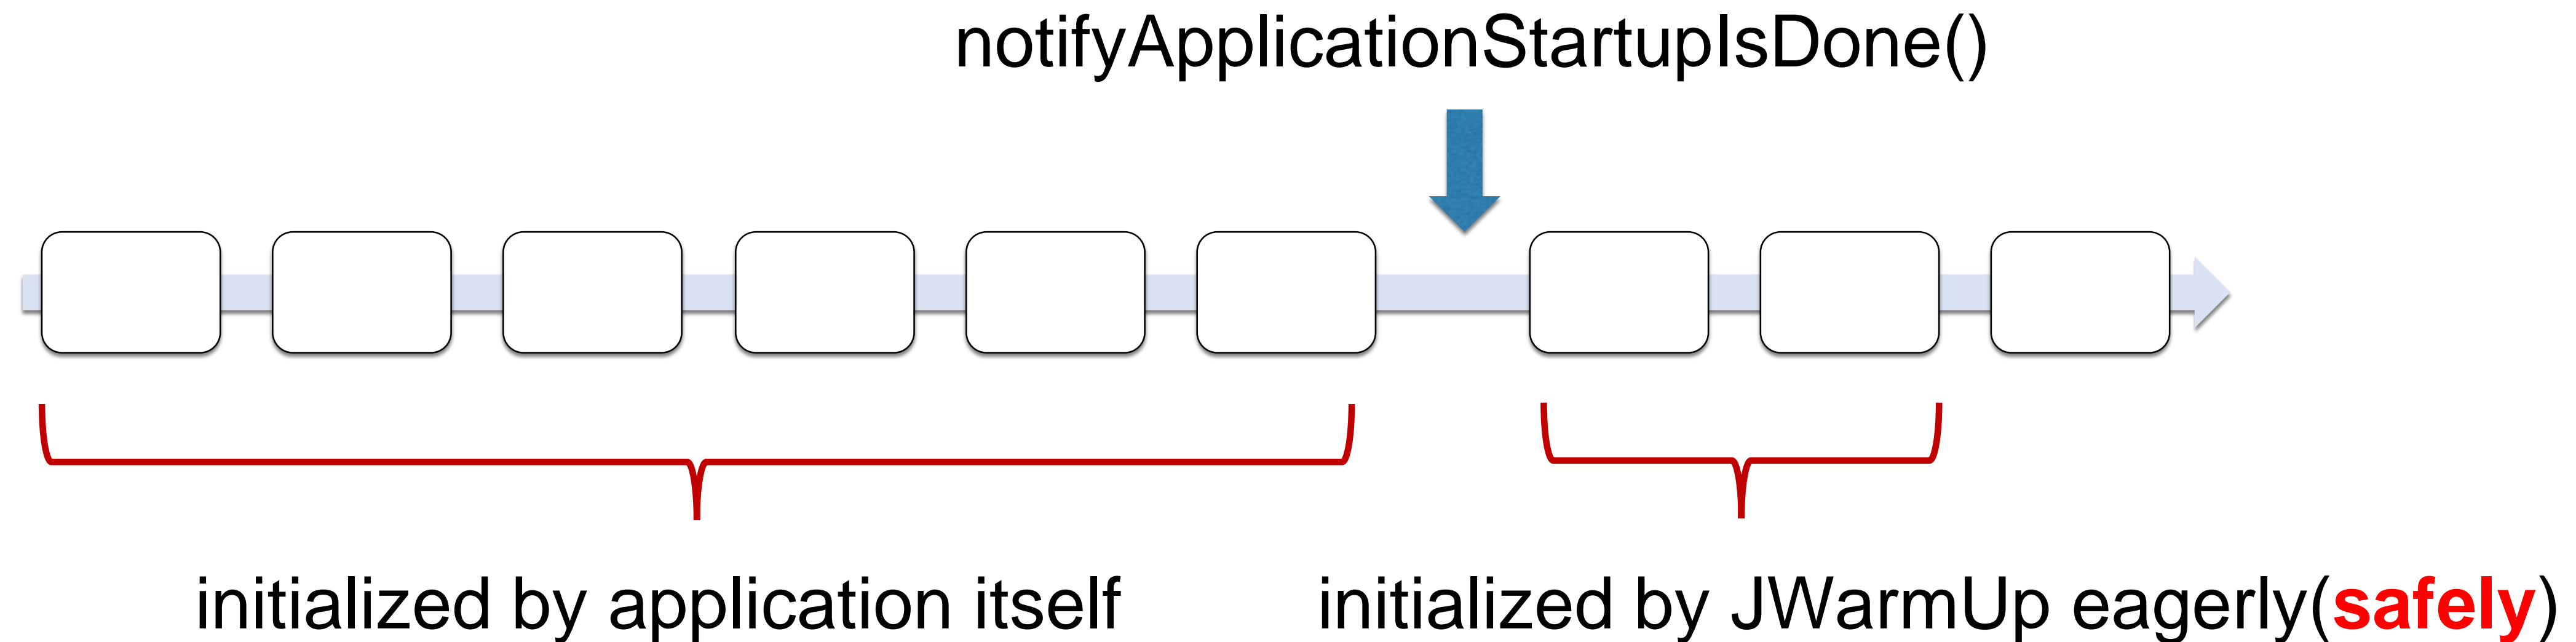 notifyApplicationStartupIsDone()
initialized by application itself
initialized by JWarmUp eagerly(safely)